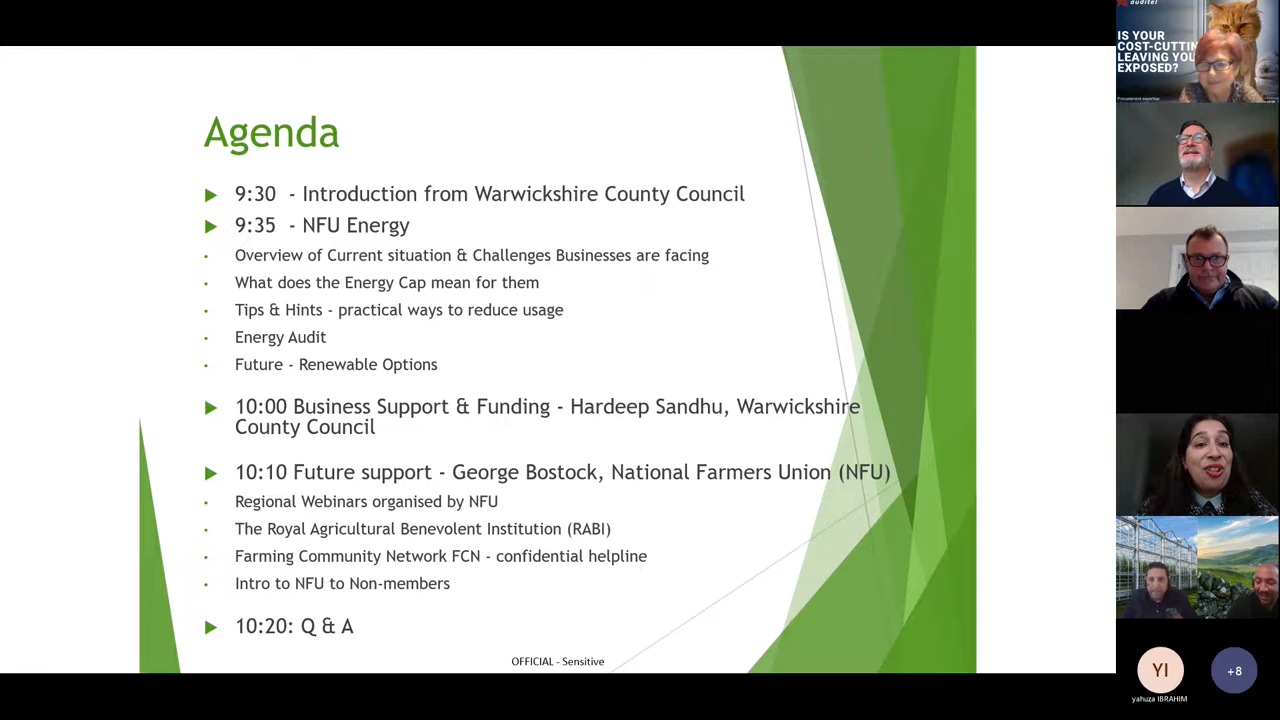 Agenda
9:30 - Introduction from Warwickshire County Council
9:35 - NFU Energy
Overview of Current situation & Challenges Businesses are facing
What does the Energy Cap mean for them
Tips & Hints - practical ways to reduce usage
Energy Audit
Future - Renewable Options
10:00 Business Support & Funding - Hardeep Sandhu, Warwickshire
County Council
10:10 Future support - George Bostock, National Farmers Union (NFU)
Regional Webinars organised by NFU
The Royal Agricultural Benevolent Institution (RABI)
Farming Community Network FCN - confidential helpline
Intro to NFU to Non-members
10:20: Q & A
OFFICIAL - Sensitive
auditel
IS YOUR
COST-CUTTIN
LEAVING YOU
EXPOSED?
Procurement expertise
YI
+8
yahuza IBRAHIM